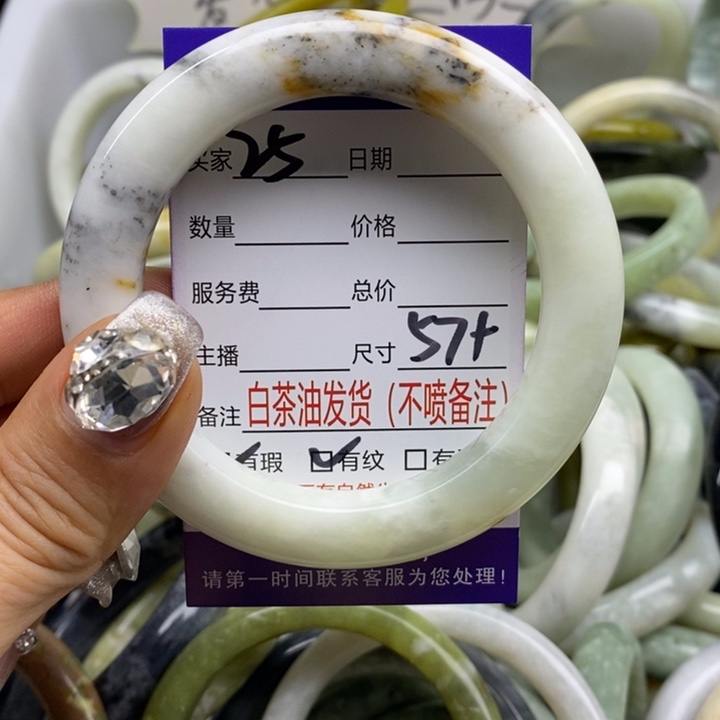 买家 25 日期
数量 价格
服务费 总价
主播 尺寸 57+
备注 白茶油发货（不喷备注）
有瑕 有纹 有
请第一时间联系客服为您处理！